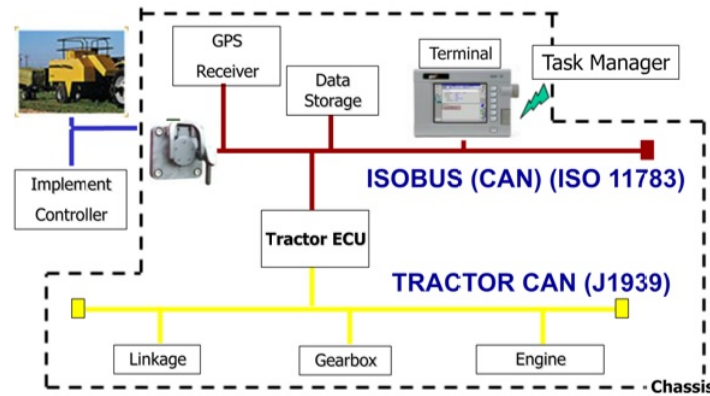 GPS
Receiver
Data
Storage
Terminal
Task Manager
Implement
Controller
ISOBUS (CAN) (ISO 11783)
Tractor ECU
TRACTOR CAN (J1939)
Linkage
Gearbox
Engine
Chassis